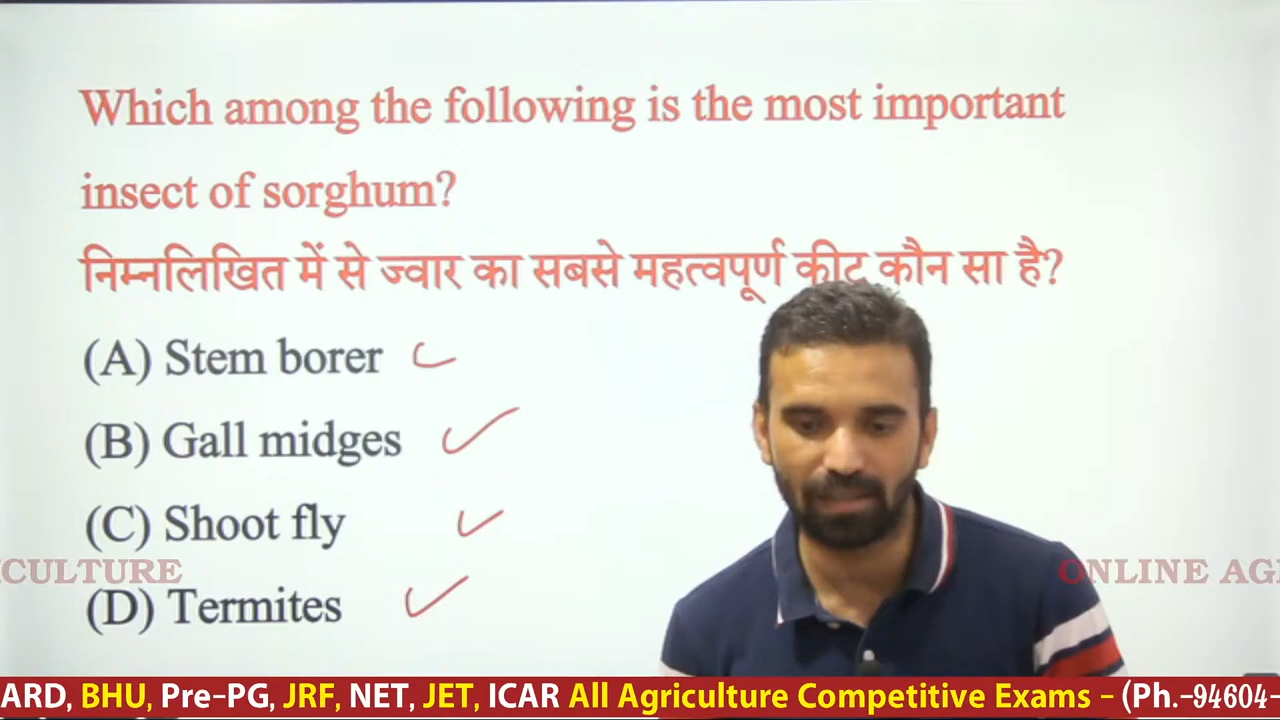 Which among the following is the most important
insect of sorghum?
निम्नलिखित में से ज्वार का सबसे महत्वपूर्ण कीट कौन सा है?
(A) Stem borer
(B) Gall midges
(C) Shoot fly
(D) Termites
ICULTURE
ONLINE AG
ARD, BHU, Pre-PG, JRF, NET, JET, ICAR All Agriculture Competitive Exams - (Ph.-94604-